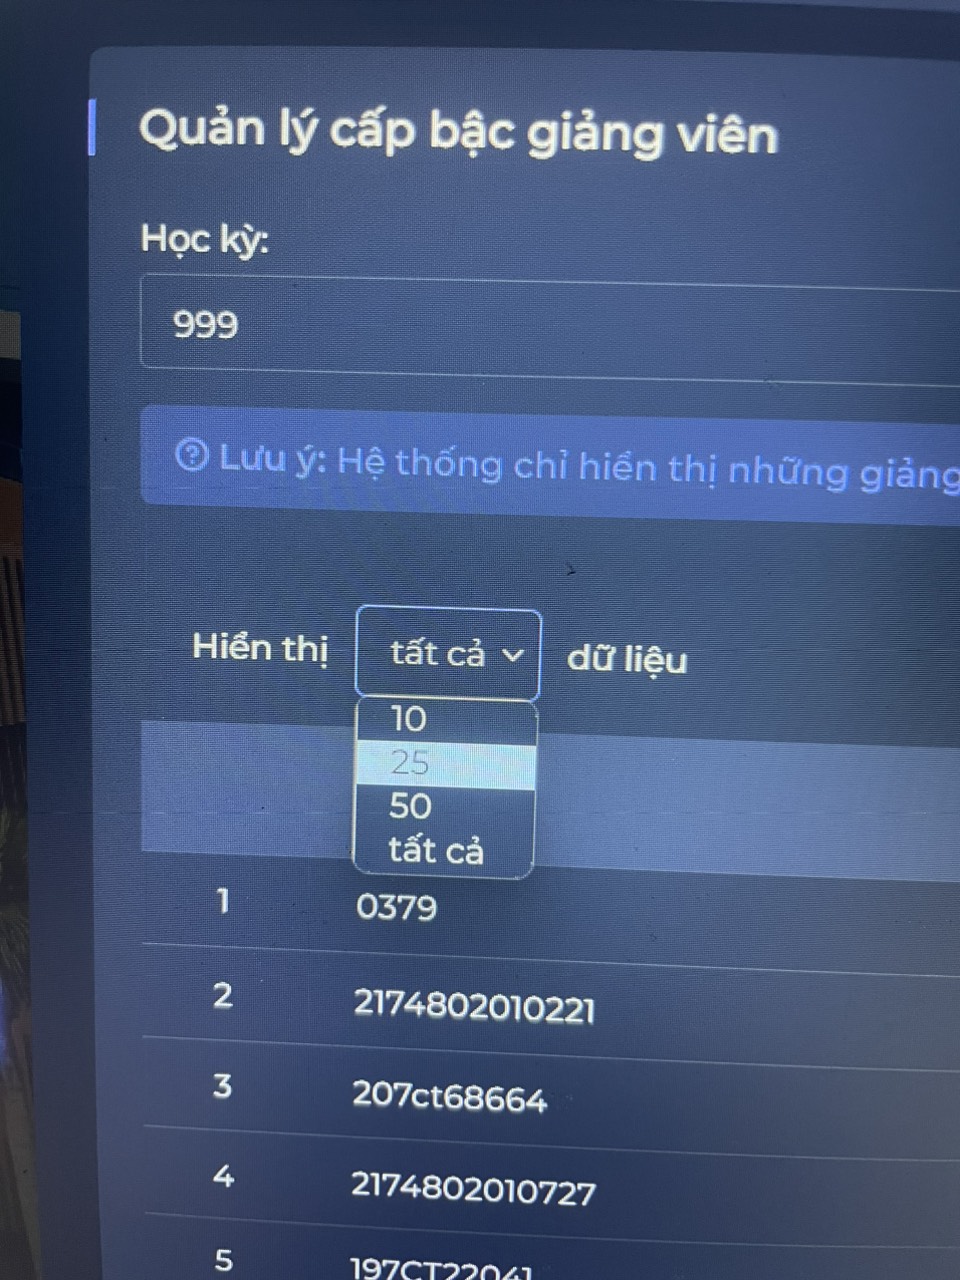 Quản lý cấp bậc giảng viên
Học kỳ:
999
Lưu ý: Hệ thống chỉ hiển thị những giảng
Hiển thị tất cả dữ liệu
10
25
50
tất cả
1 0379
2 2174802010221
3 207ct68664
4 2174802010727
5 197CT22041